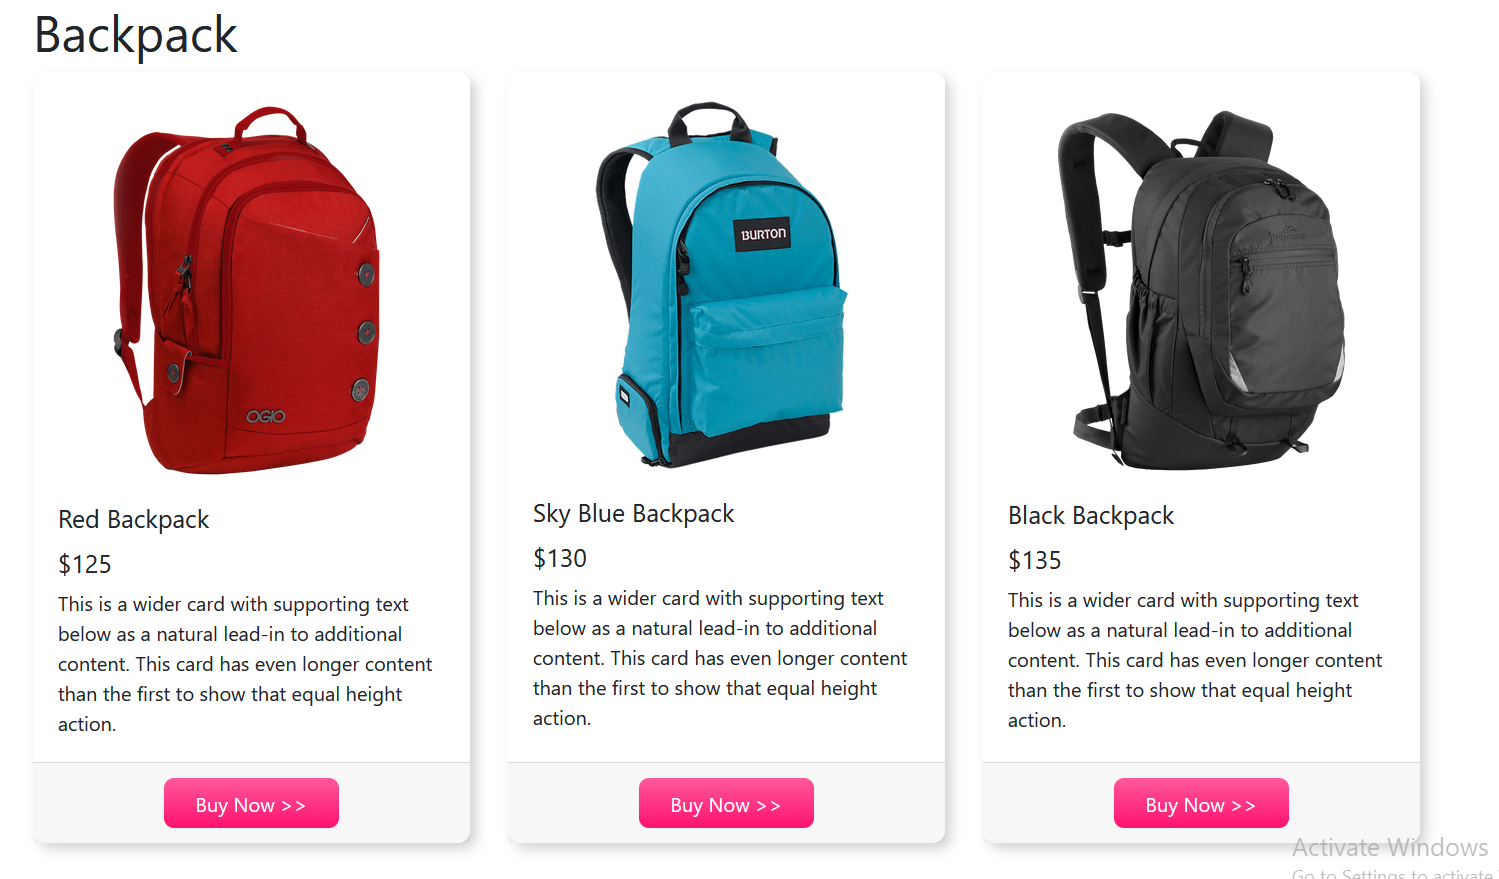 Backpack
OGIO
BURTON
Red Backpack
$125
This is a wider card with supporting text
below as a natural lead-in to additional
content. This card has even longer content
than the first to show that equal height
action.
Buy Now >>
Sky Blue Backpack
$130
This is a wider card with supporting text
below as a natural lead-in to additional
content. This card has even longer content
than the first to show that equal height
action.
Buy Now >>
Black Backpack
$135
This is a wider card with supporting text
below as a natural lead-in to additional
content. This card has even longer content
than the first to show that equal height
action.
Buy Now >>
Activate Windows
Go to Settings to activate